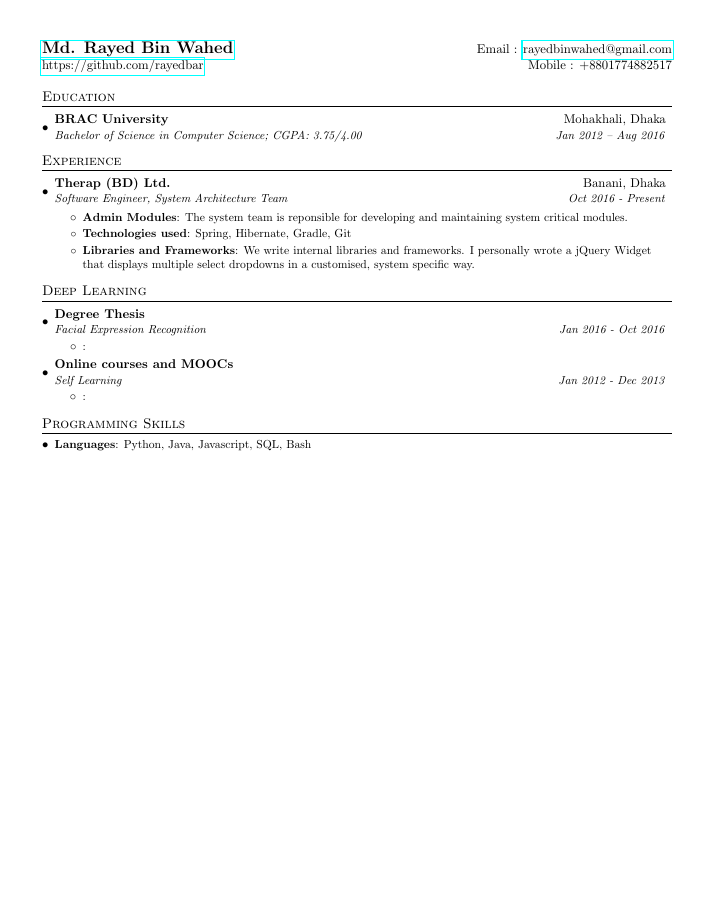 Md. Rayed Bin Wahed
Email : rayedbinwahed@gmail.com
https://github.com/rayedbar
Mobile : +8801774882517
Education
• BRAC University
Mohakhali, Dhaka
Bachelor of Science in Computer Science; CGPA: 3.75/4.00
Jan 2012 – Aug 2016
Experience
• Therap (BD) Ltd.
Banani, Dhaka
Software Engineer, System Architecture Team
Oct 2016 - Present
◦ Admin Modules: The system team is reponsible for developing and maintaining system critical modules.
◦ Technologies used: Spring, Hibernate, Gradle, Git
◦ Libraries and Frameworks: We write internal libraries and frameworks. I personally wrote a jQuery Widget
that displays multiple select dropdowns in a customised, system specific way.
Deep Learning
• Degree Thesis
Facial Expression Recognition
Jan 2016 - Oct 2016
◦ :
• Online courses and MOOCs
Self Learning
Jan 2012 - Dec 2013
◦ :
Programming Skills
• Languages: Python, Java, Javascript, SQL, Bash